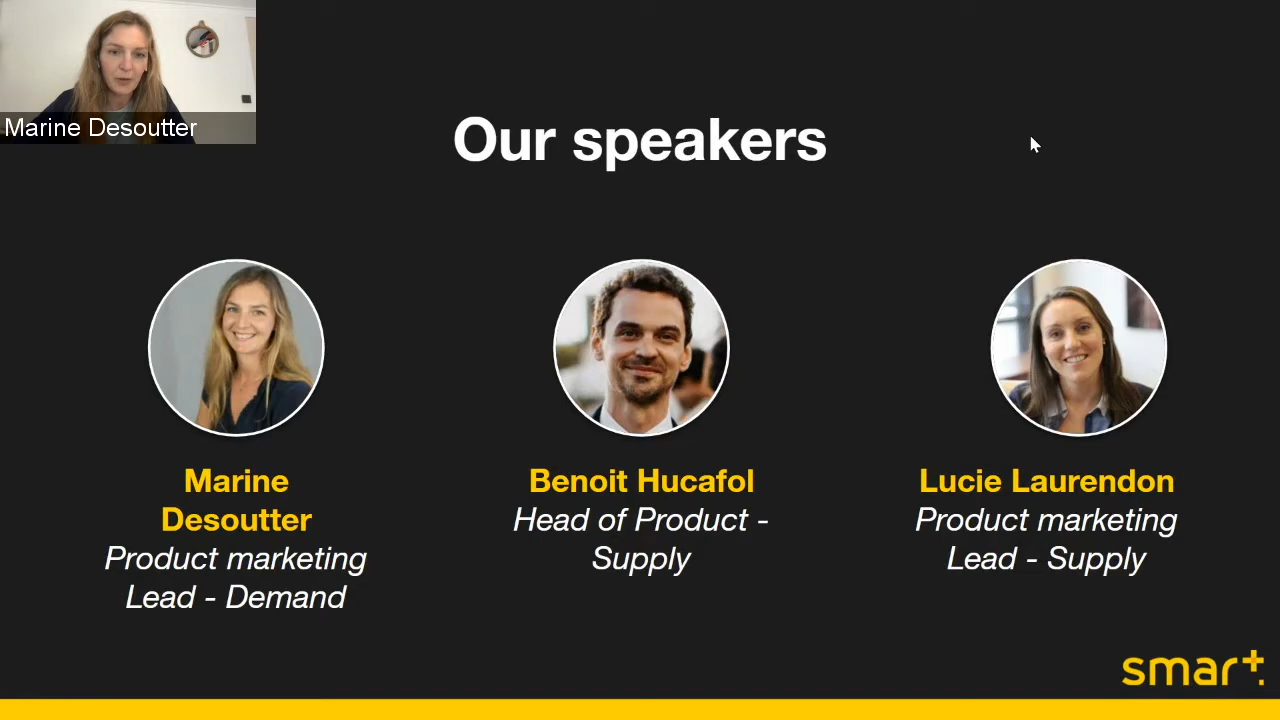 Marine Desoutter
Our speakers
Marine
Desoutter
Product marketing
Lead - Demand
Benoit Hucafol
Head of Product -
Supply
Lucie Laurendon
Product marketing
Lead - Supply
smart.